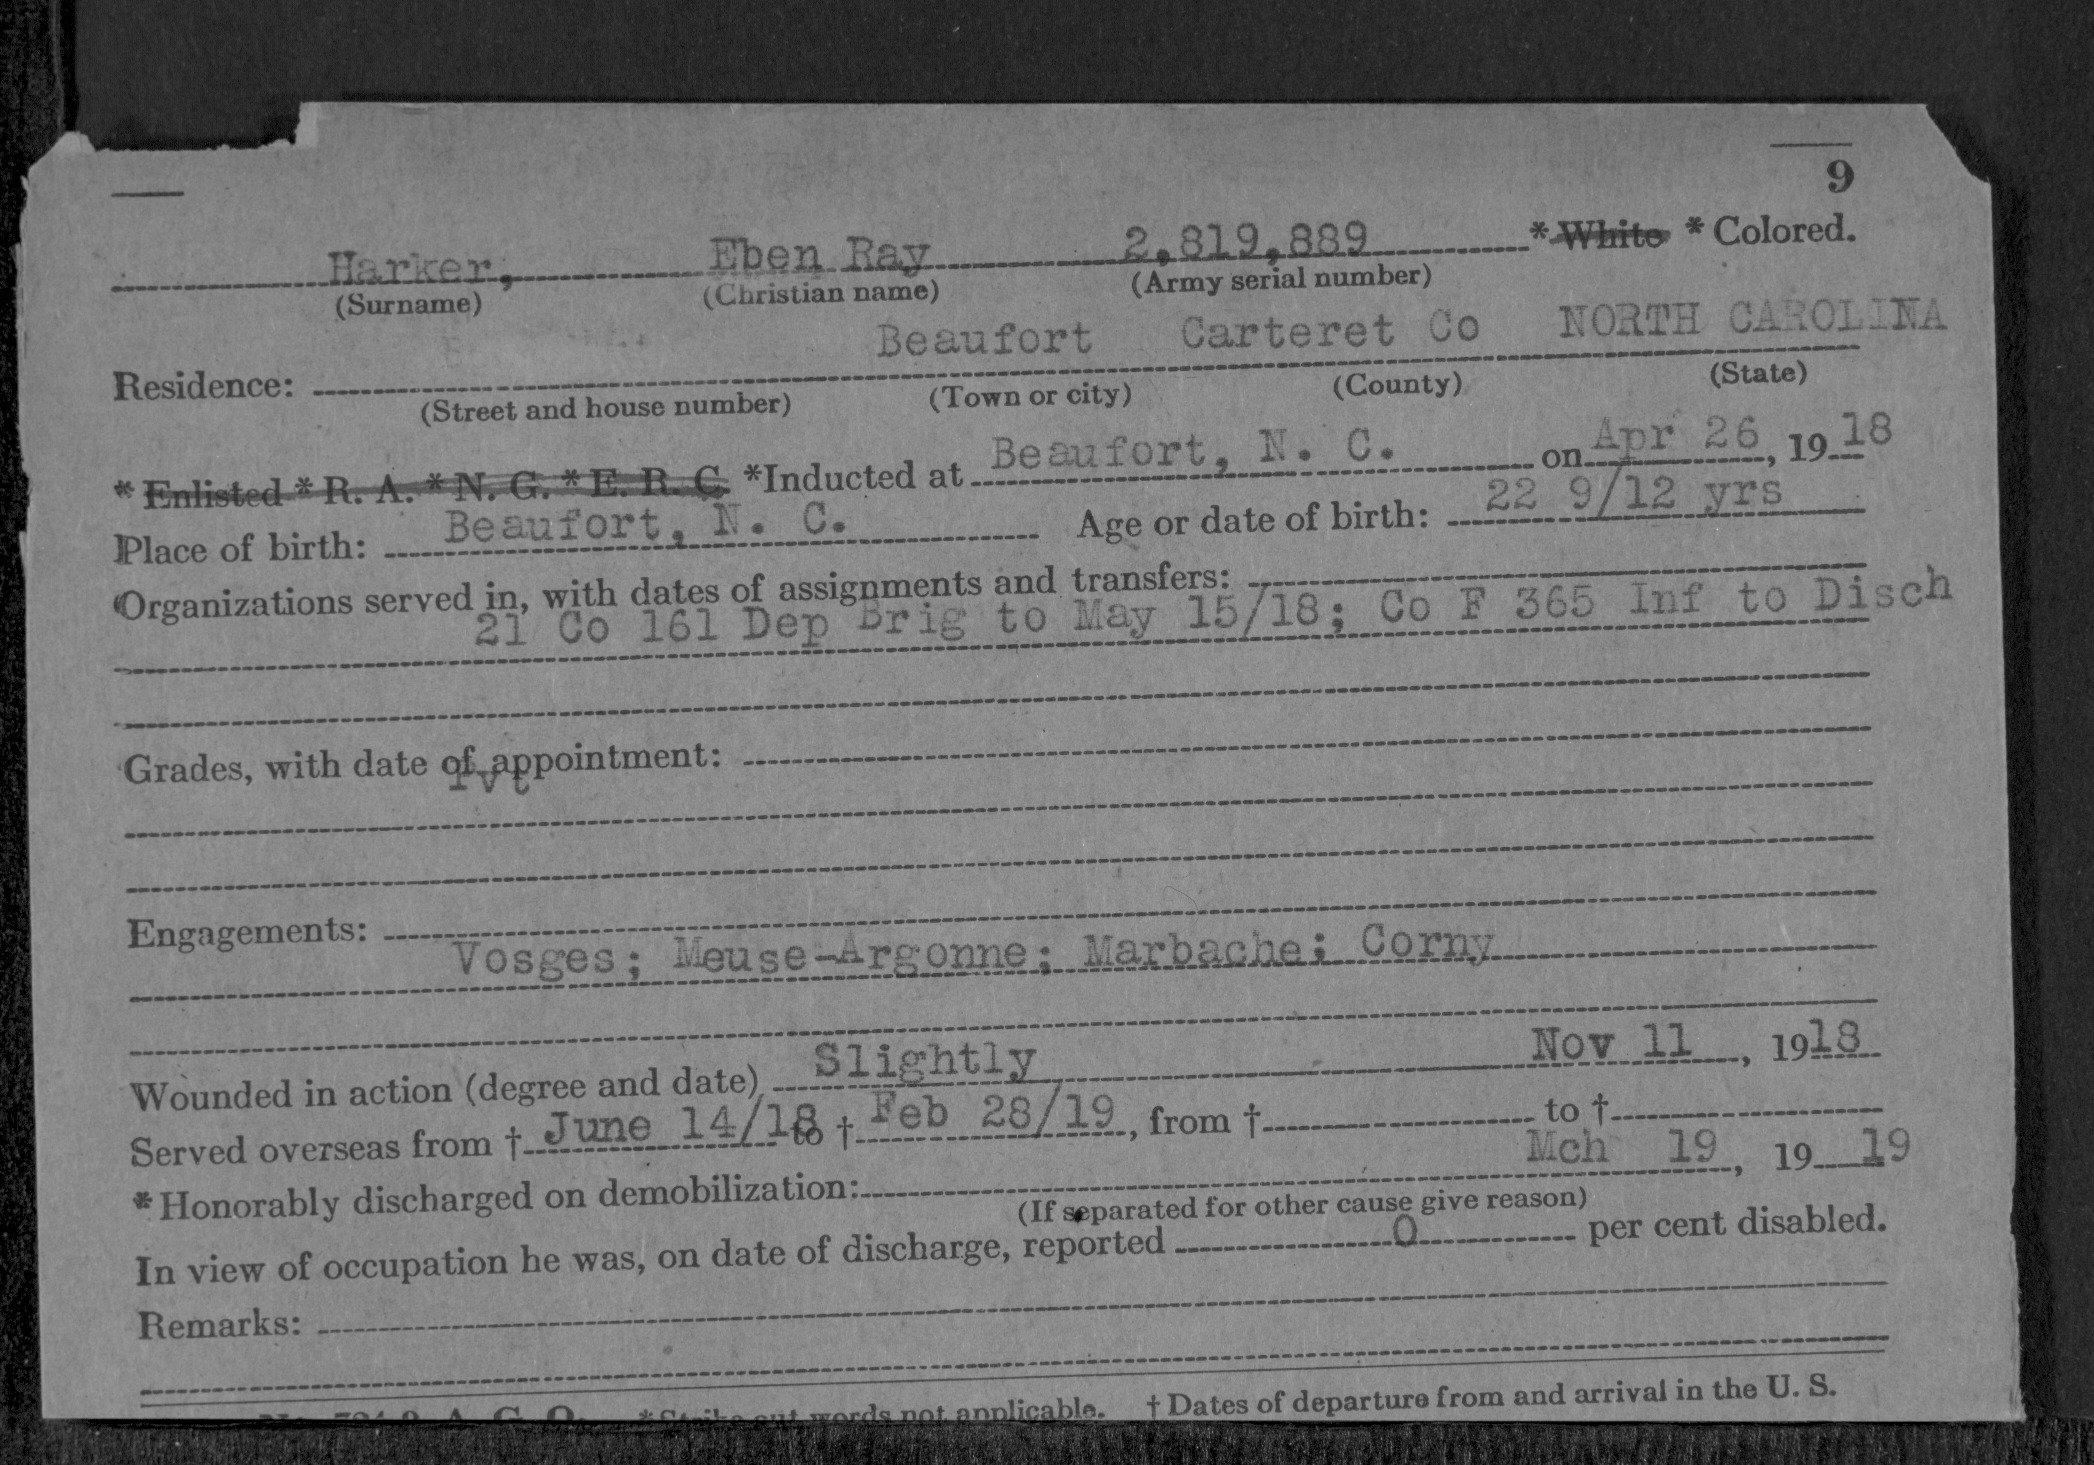 9
Harker, Eben Ray 2,819,889 * White * Colored.
(Surname) (Christian name) (Army serial number)
Beaufort Carteret Co NORTH CAROLINA
Residence:
(Street and house number) (Town or city) (County) (State)
* Enlisted * R. A. * N. G. * E. R. C. *Inducted at Beaufort, N. C. on Apr 26, 1918
Place of birth: Beaufort, N. C. Age or date of birth: 22 9/12 yrs
Organizations served in, with dates of assignments and transfers:
21 Co 161 Dep Brig to May 15/18; Co F 365 Inf to Disch
Grades, with date of appointment:
Pvt
Engagements:
Vosges; Meuse-Argonne; Marbache; Corny
Wounded in action (degree and date) Slightly Nov 11, 1918
Served overseas from † June 14/18 to † Feb 28/19, from † to †
*Honorably discharged on demobilization: Mch 19, 19 19
(If separated for other cause give reason)
In view of occupation he was, on date of discharge, reported 0 per cent disabled.
Remarks:
A. G. O. *Strike out words not applicable. † Dates of departure from and arrival in the U. S.